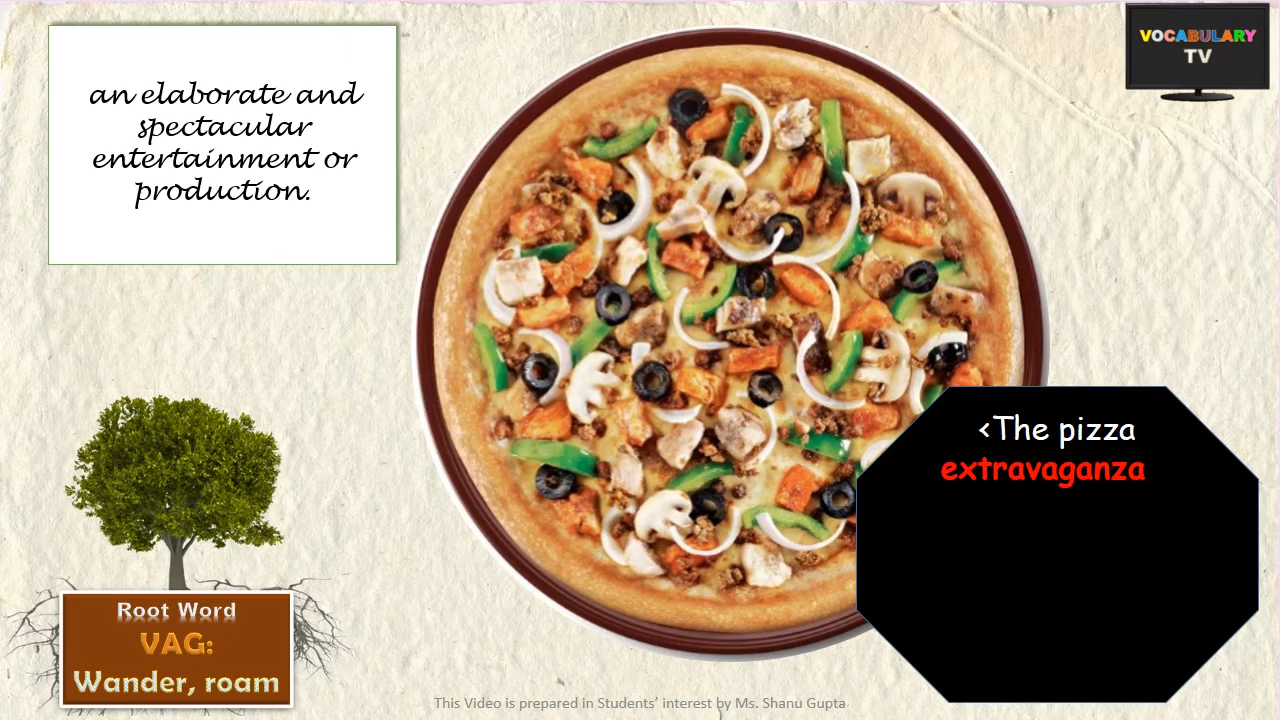 an elaborate and
spectacular
entertainment or
production.
VOCABULARY
TV
<The pizza
extravaganza
Root Word
VAG:
Wander, roam
This Video is prepared in Students' interest by Ms. Shanu Gupta